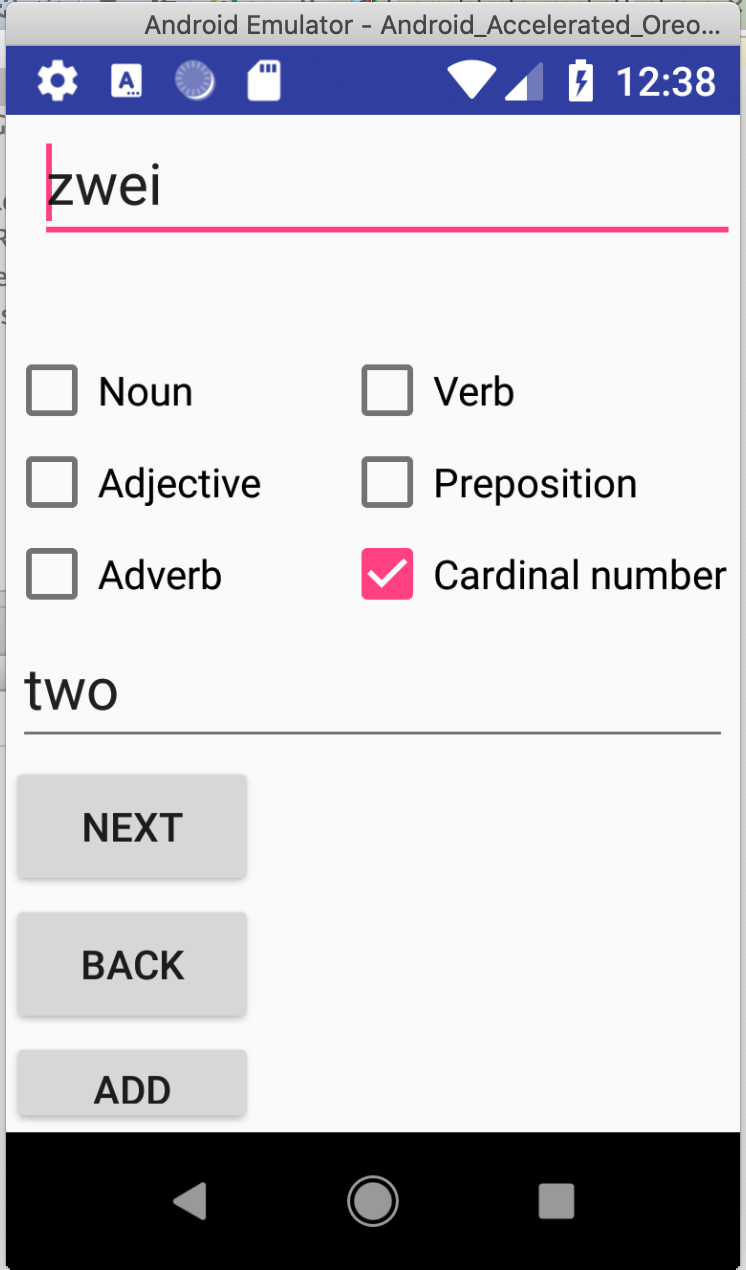 Android Emulator - Android_Accelerated_Oreo...
A
12:38
zwei
Noun
Verb
Adjective
Preposition
Adverb
Cardinal number
two
NEXT
BACK
ADD